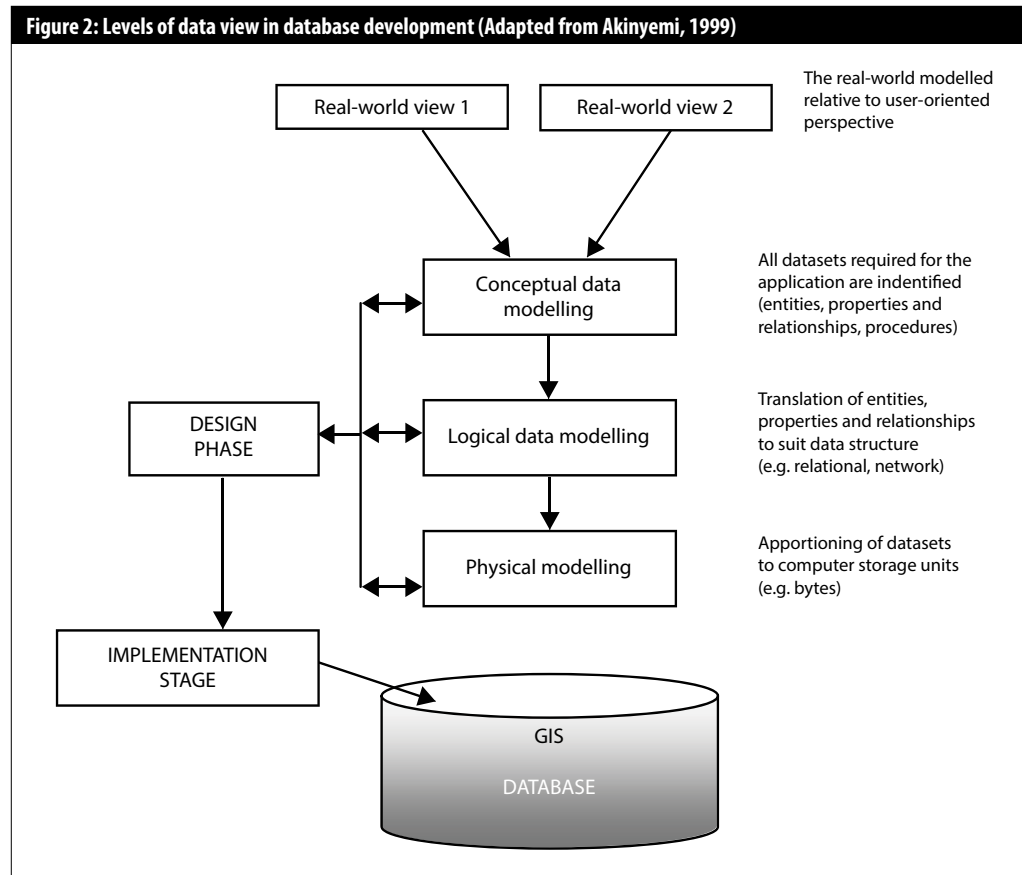 Figure 2: Levels of data view in database development (Adapted from Akinyemi, 1999)
Real-world view 1
Real-world view 2
The real-world modelled
relative to user-oriented
perspective
Conceptual data
modelling
All datasets required for the
application are indentified
(entities, properties and
relationships, procedures)
DESIGN
PHASE
Logical data modelling
Translation of entities,
properties and relationships
to suit data structure
(e.g. relational, network)
Physical modelling
Apportioning of datasets
to computer storage units
(e.g. bytes)
IMPLEMENTATION
STAGE
GIS
DATABASE